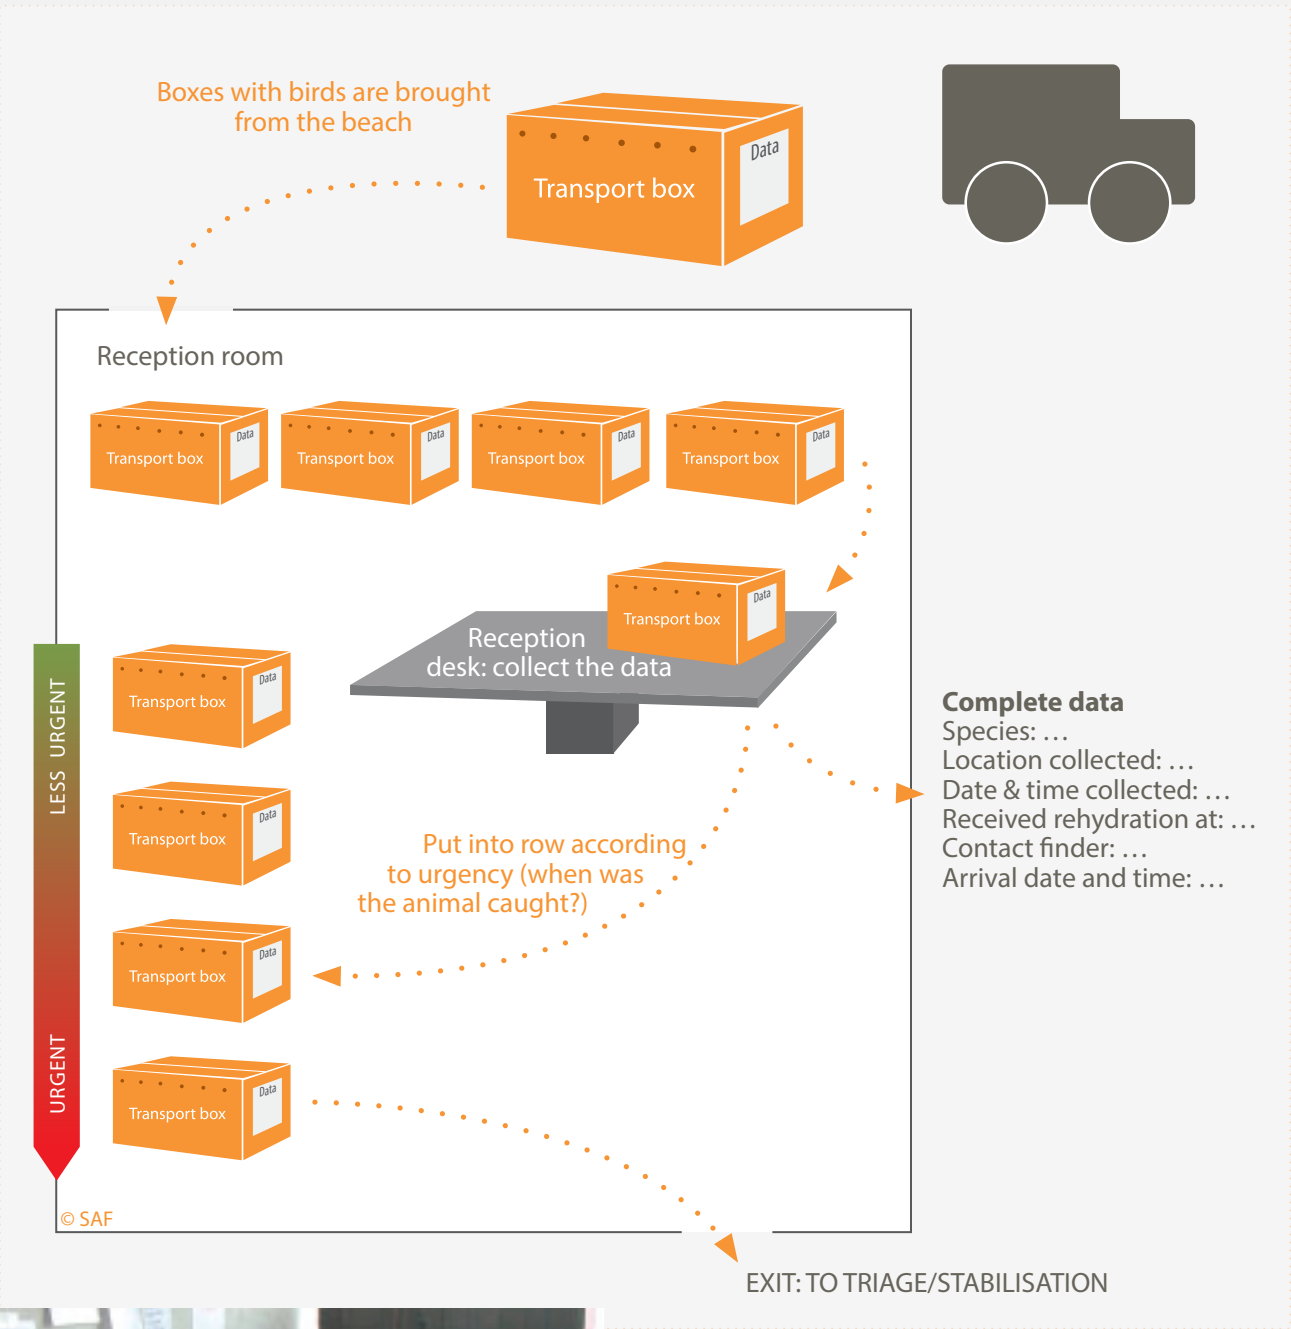 Boxes with birds are brought
from the beach
Transport box
Data
Reception room
Transport box
Data
Transport box
Data
Transport box
Data
Transport box
Data
Transport box
Data
Reception
desk: collect the data
LESS URGENT
URGENT
Transport box
Data
Transport box
Data
Transport box
Data
Transport box
Data
Put into row according
to urgency (when was
the animal caught?)
Complete data
Species: …
Location collected: …
Date & time collected: …
Received rehydration at: …
Contact finder: …
Arrival date and time: …
© SAF
EXIT: TO TRIAGE/STABILISATION